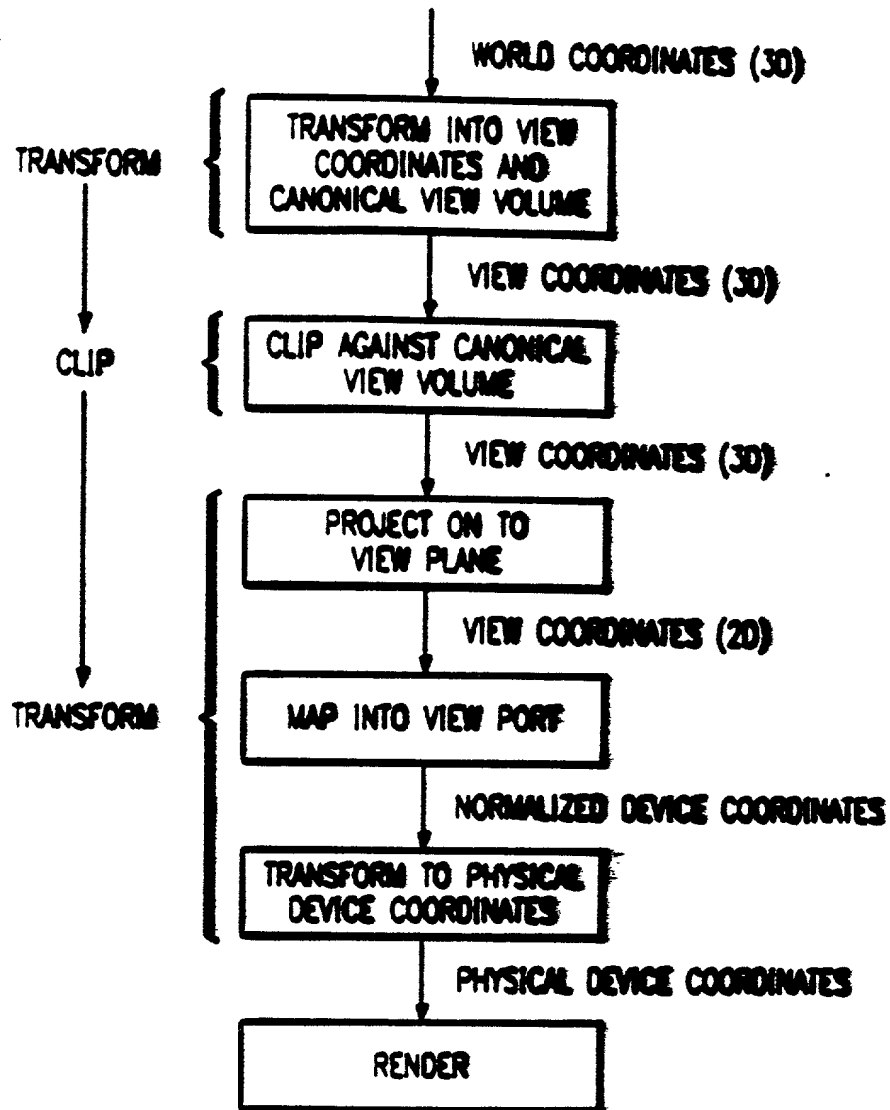 WORLD COORDINATES (3D)
TRANSFORM
TRANSFORM INTO VIEW
COORDINATES AND
CANONICAL VIEW VOLUME
VIEW COORDINATES (3D)
CLIP
CLIP AGAINST CANONICAL
VIEW VOLUME
VIEW COORDINATES (3D)
PROJECT ON TO
VIEW PLANE
VIEW COORDINATES (2D)
TRANSFORM
MAP INTO VIEW PORT
NORMALIZED DEVICE COORDINATES
TRANSFORM TO PHYSICAL
DEVICE COORDINATES
PHYSICAL DEVICE COORDINATES
RENDER